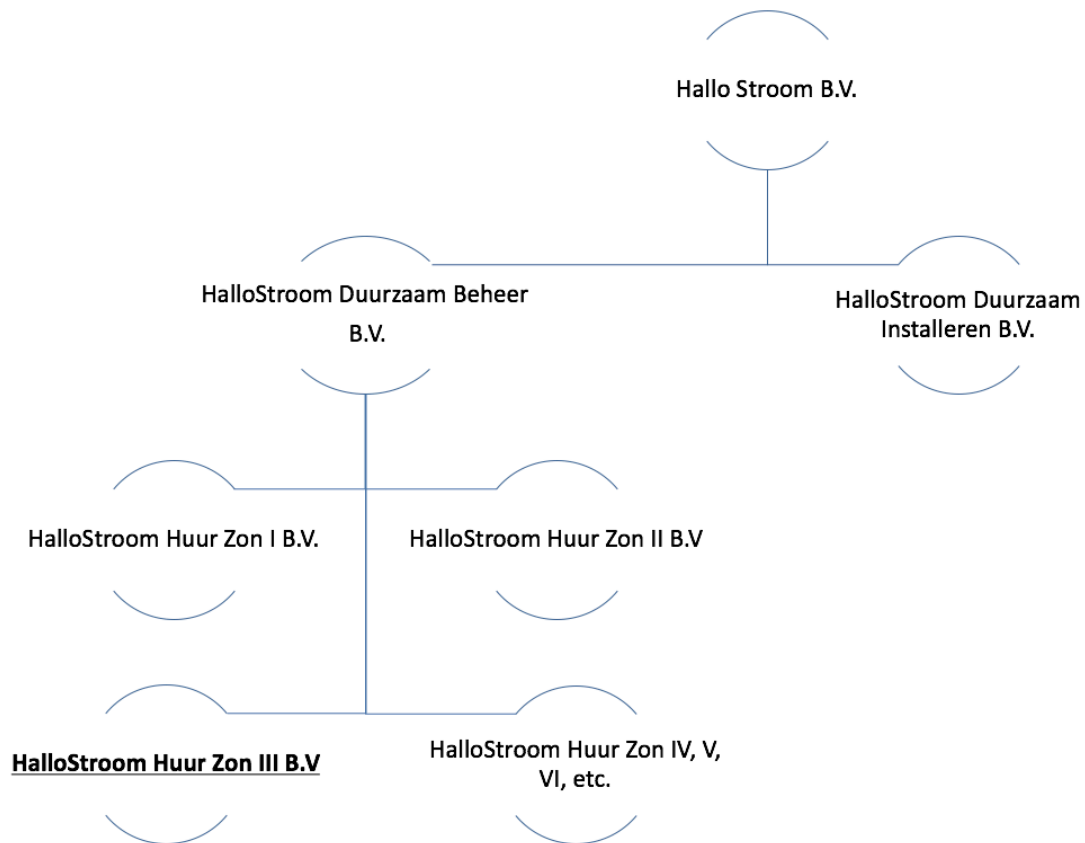 Hallo Stroom B.V.
HalloStroom Duurzaam Beheer
B.V.
HalloStroom Duurzaam
Installeren B.V.
HalloStroom Huur Zon I B.V.
HalloStroom Huur Zon II B.V
HalloStroom Huur Zon III B.V
HalloStroom Huur Zon IV, V,
VI, etc.